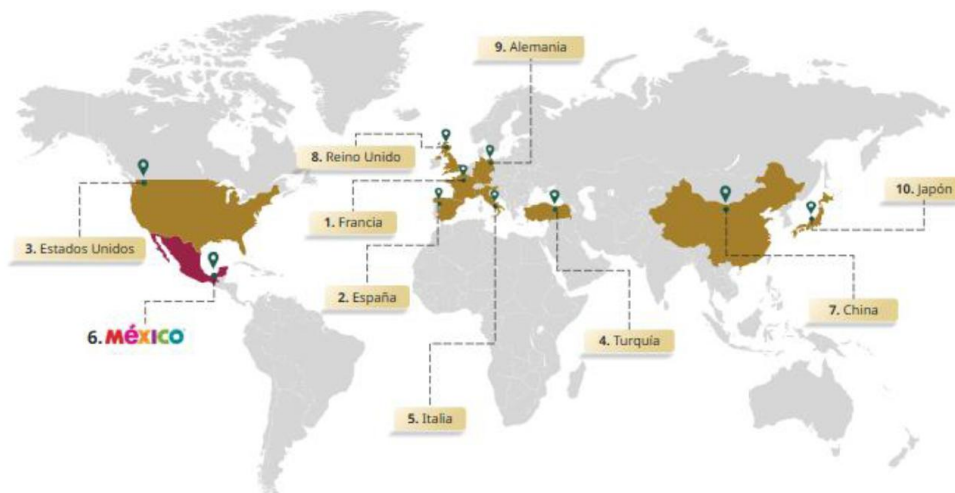 9. Alemania
8. Reino Unido
10. Japón
1. Francia
3. Estados Unidos
2. España
7. China
6. México
4. Turquía
5. Italia